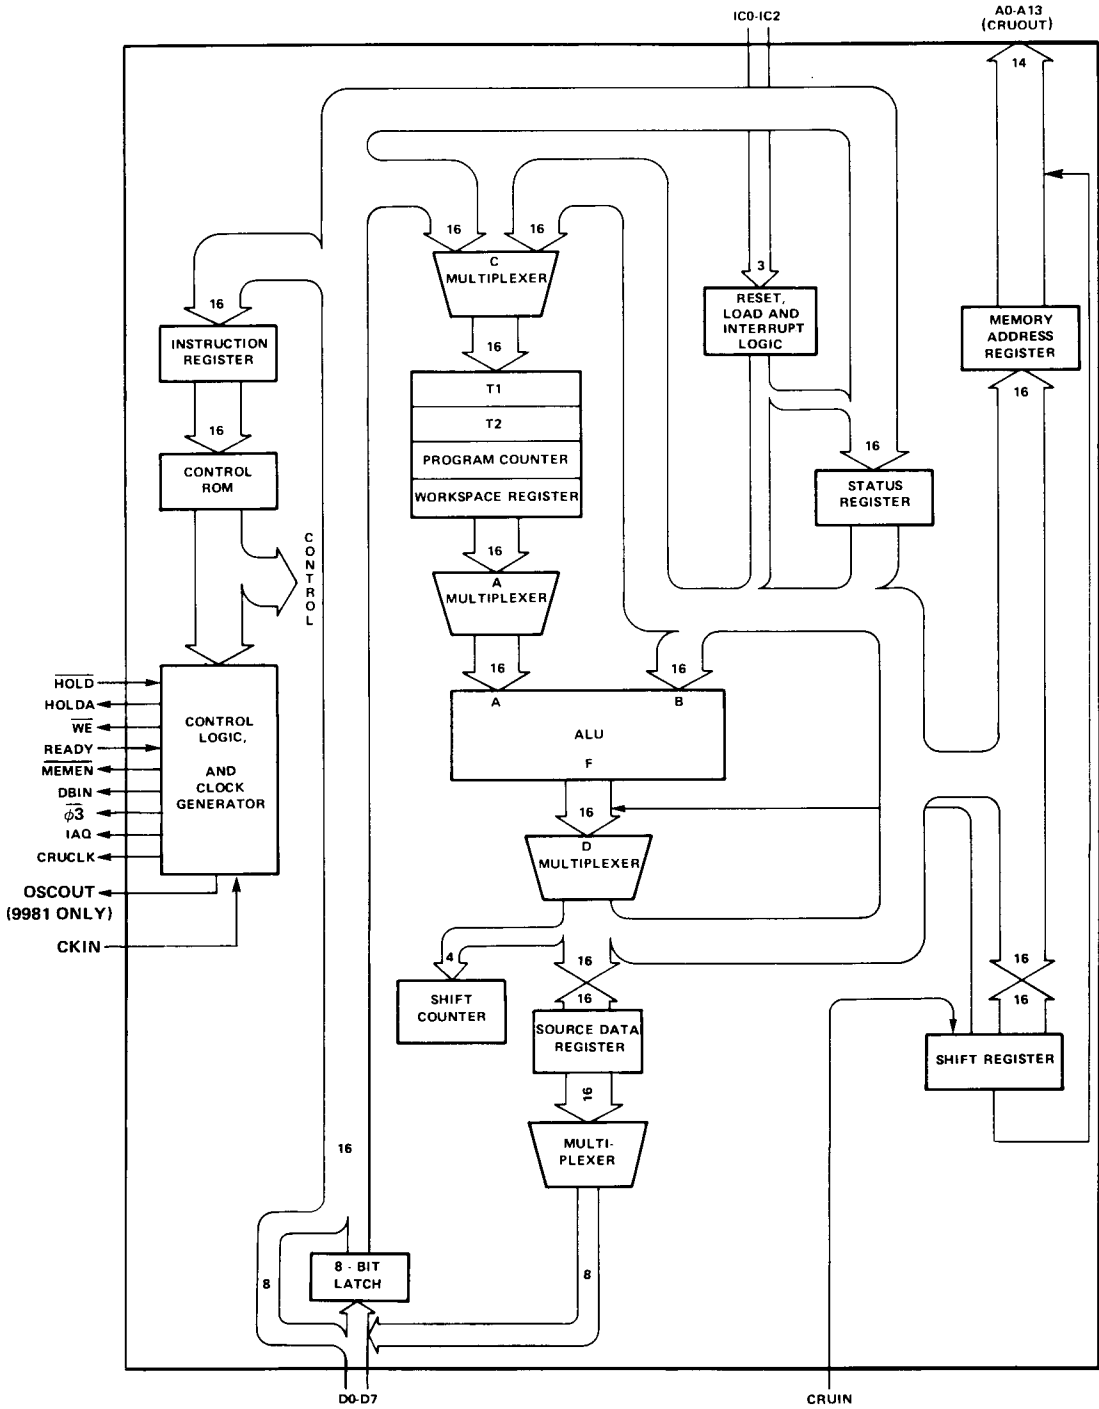 IC0-IC2
A0-A13
(CRUOUT)
14
16
16
C
MULTIPLEXER
3
RESET,
LOAD AND
INTERRUPT
LOGIC
MEMORY
ADDRESS
REGISTER
16
INSTRUCTION
REGISTER
16
T1
T2
PROGRAM COUNTER
WORKSPACE REGISTER
16
16
STATUS
REGISTER
16
CONTROL
ROM
CONTROL
16
A
MULTIPLEXER
16
16
A
B
ALU
F
HOLD
HOLDA
WE
READY
MEMEN
DBIN
φ3
IAQ
CRUCLK
OSCOUT
(9981 ONLY)
CKIN
CONTROL
LOGIC,
AND
CLOCK
GENERATOR
16
D
MULTIPLEXER
4
SHIFT
COUNTER
16
16
SOURCE DATA
REGISTER
16
16
SHIFT REGISTER
16
MULTI-
PLEXER
16
8
8 - BIT
LATCH
8
D0-D7
CRUIN